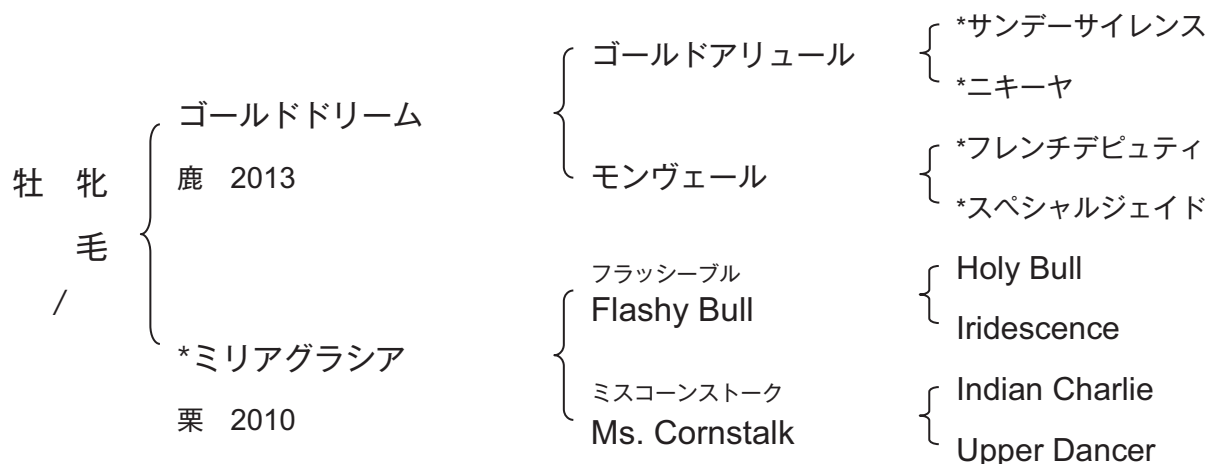 牡 牝
毛
/
ゴールドドリーム
鹿 2013
*ミリアグラシア
栗 2010
ゴールドアリュール
モンヴェール
フラッシーブル
Flashy Bull
ミスコーンストーク
Ms. Cornstalk
*サンデーサイレンス
*ニキーヤ
*フレンチデピュティ
*スペシャルジェイド
Holy Bull
Iridescence
Indian Charlie
Upper Dancer